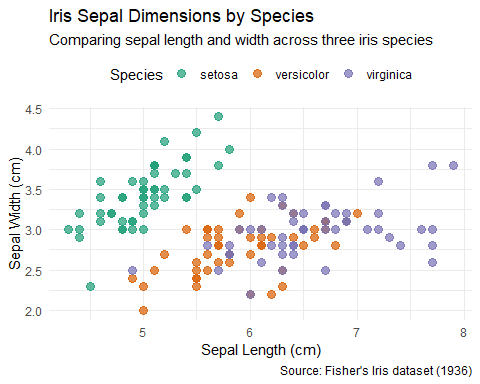 Iris Sepal Dimensions by Species
Comparing sepal length and width across three iris species
Species setosa versicolor virginica
4.5
4.0
3.5
3.0
2.5
2.0
Sepal Width (cm)
5 6 7 8
Sepal Length (cm)
Source: Fisher's Iris dataset (1936)